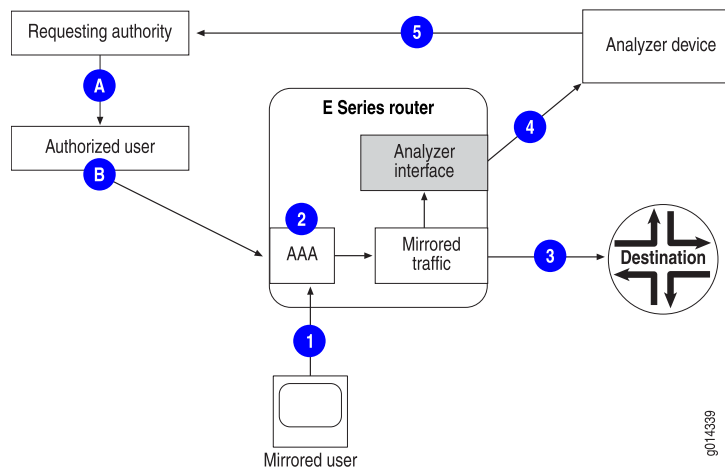 Requesting authority
5
Analyzer device
A
E Series router
4
Authorized user
Analyzer
interface
B
2
AAA
Mirrored
traffic
3
Destination
1
Mirrored user
g014339